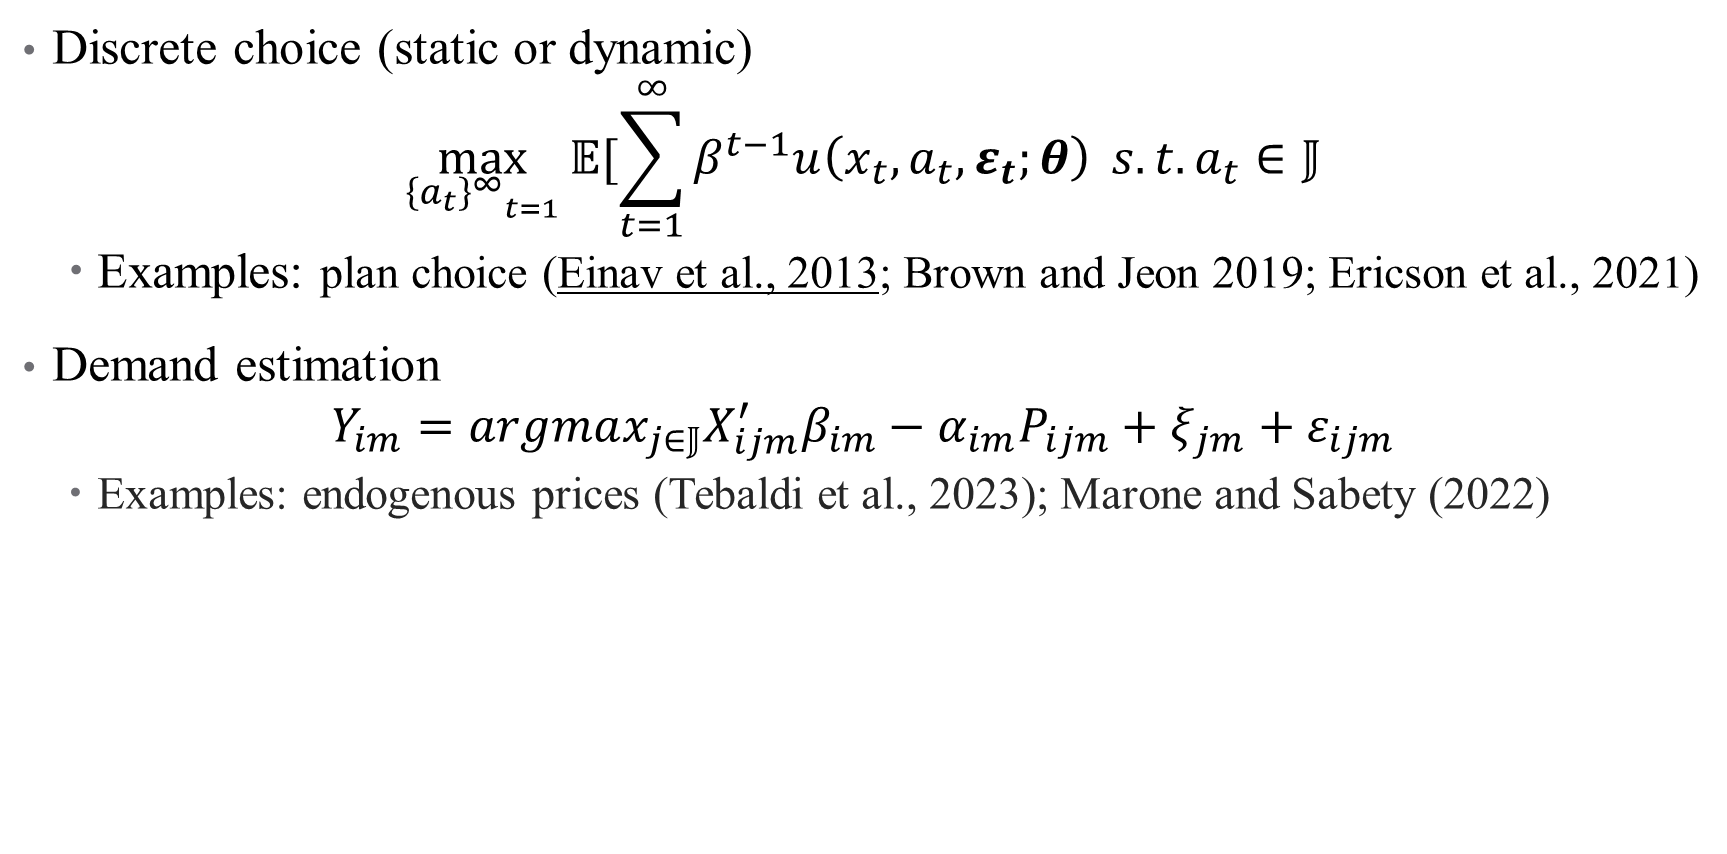 • Discrete choice (static or dynamic)
max_{{a_t}^∞_{t=1}} 𝔼[∑_{t=1}^{∞} β^{t−1}u(x_t, a_t, 𝜺_t; 𝜽) s.t. a_t ∈ 𝕁
• Examples: plan choice (Einav et al., 2013; Brown and Jeon 2019; Ericson et al., 2021)
• Demand estimation
Y_{im} = argmax_{j∈𝕁} X′_{ijm}β_{im} − α_{im}P_{ijm} + ξ_{jm} + ε_{ijm}
• Examples: endogenous prices (Tebaldi et al., 2023); Marone and Sabety (2022)